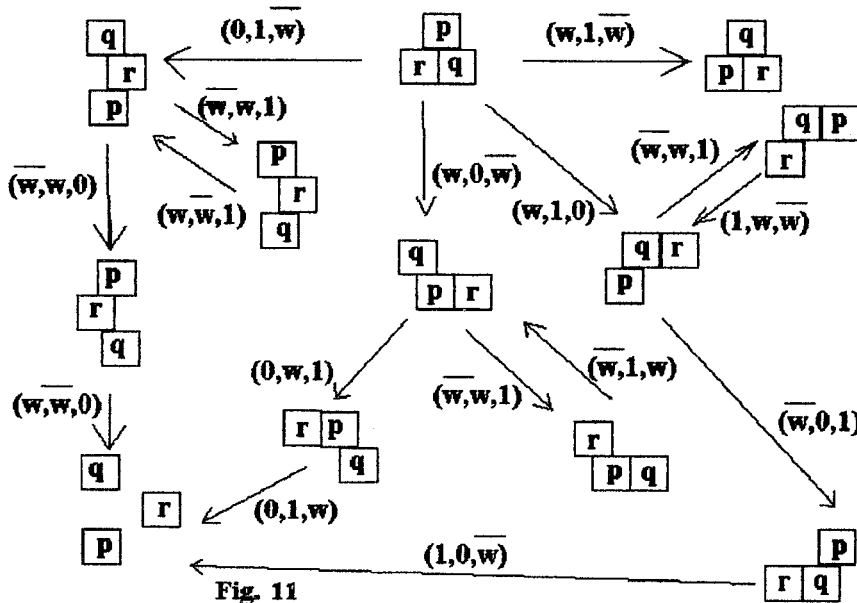 q (0,1,w̄) p (w,1,w̄) q
r r q p r
p (w̄,w,1) q p
p (w̄,w,1) r
(w̄,w,0) r (w,0,w̄)
(w,w̄,1) q (w,1,0) (1,w,w̄)
q q r
p p
r p r
q
(w,w̄,0) (0,w,1) (w̄,w,1) (w̄,1,w)
r p r (w̄,0,1)
q q p q
r (0,1,w)
p p
(1,0,w̄) r q
Fig. 11